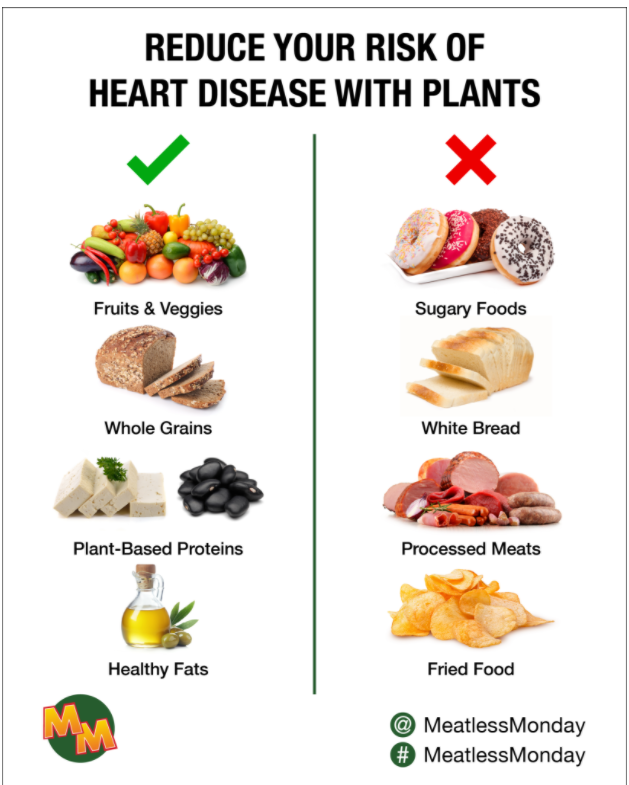 REDUCE YOUR RISK OF
HEART DISEASE WITH PLANTS
Fruits & Veggies
Whole Grains
Plant-Based Proteins
Healthy Fats
Sugary Foods
White Bread
Processed Meats
Fried Food
MM
@ MeatlessMonday
# MeatlessMonday